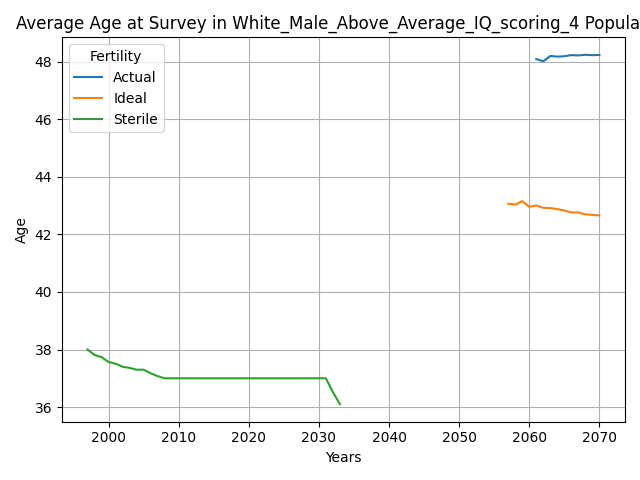 Average Age at Survey in White_Male_Above_Average_IQ_scoring_4 Popula
Fertility
Actual
Ideal
Sterile
48
46
44
42
40
38
36
Age
2000 2010 2020 2030 2040 2050 2060 2070
Years